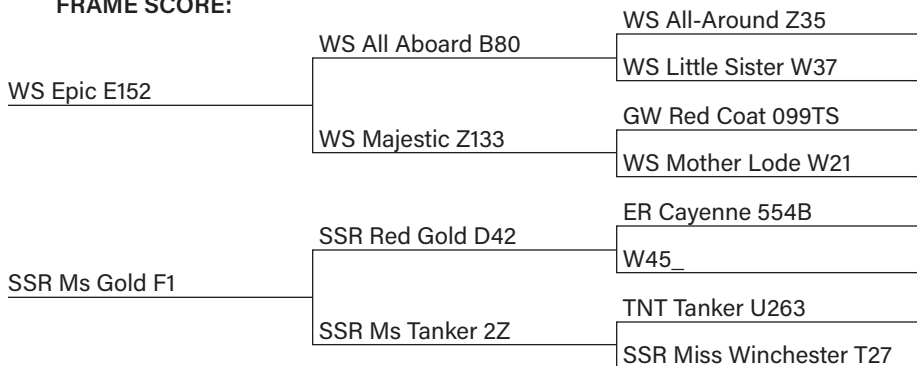 FRAME SCORE:
WS All-Around Z35
WS All Aboard B80
WS Little Sister W37
WS Epic E152
GW Red Coat 099TS
WS Majestic Z133
WS Mother Lode W21
ER Cayenne 554B
SSR Red Gold D42
W45_
SSR Ms Gold F1
TNT Tanker U263
SSR Ms Tanker 2Z
SSR Miss Winchester T27